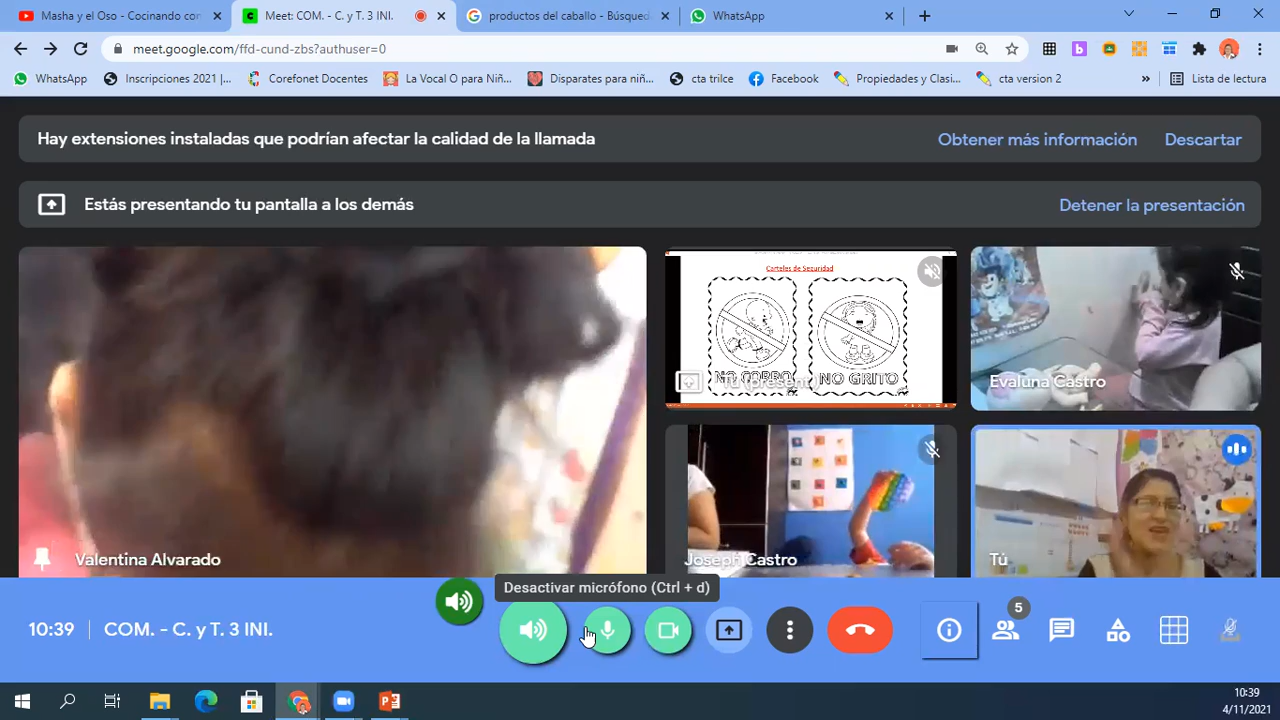 Masha y el Oso - Cocinando con
Meet: COM. - C. y T. 3 INI.
productos del caballo - Búsqued
WhatsApp
meet.google.com/ffd-cund-zbs?authuser=0
WhatsApp
Inscripciones 2021 |...
Corefonet Docentes
La Vocal O para Niñ...
Disparates para niñ...
cta trilce
Facebook
Propiedades y Clasi...
cta version 2
»
Lista de lectura
Hay extensiones instaladas que podrían afectar la calidad de la llamada
Obtener más información
Descartar
Estás presentando tu pantalla a los demás
Detener la presentación
Carteles de Seguridad
NO CORRO
NO GRITO
Evaluna Castro
Valentina Alvarado
Joseph Castro
Tú
Desactivar micrófono (Ctrl + d)
10:39
COM. - C. y T. 3 INI.
5
10:39
4/11/2021